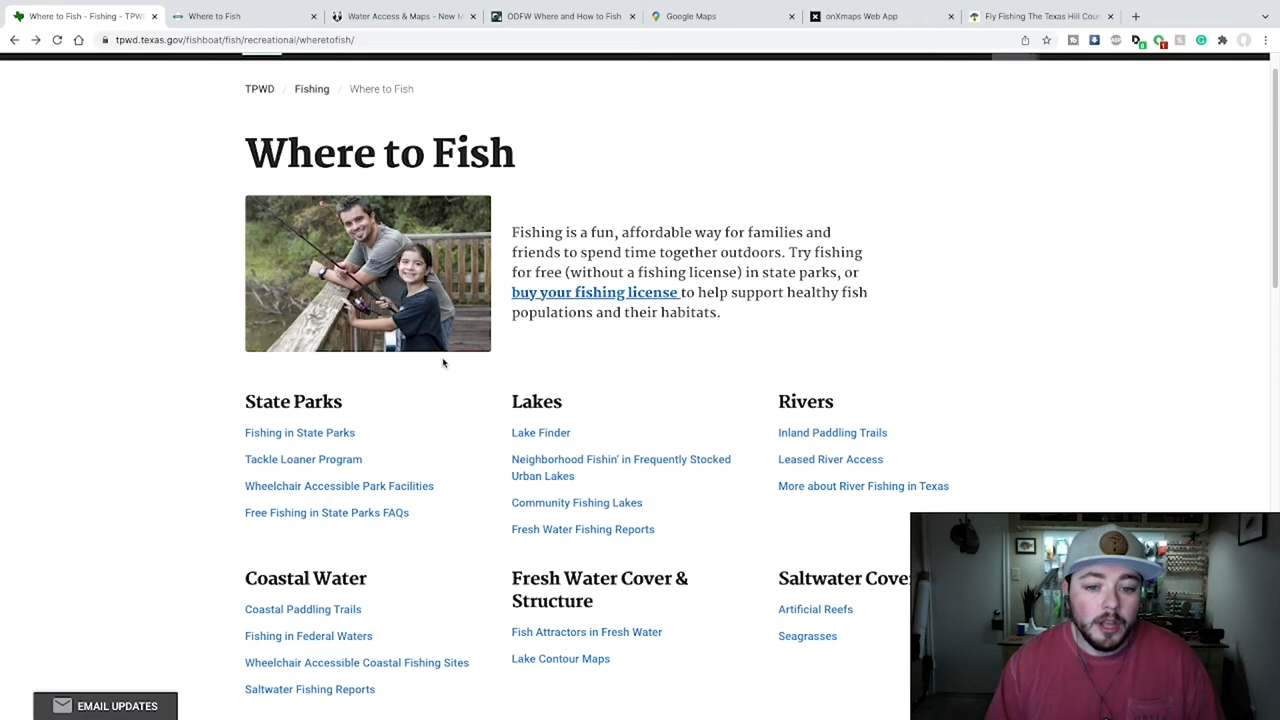 Where to Fish - Fishing - TPWD
Where to Fish
Water Access & Maps - New M
ODFW Where and How to Fish
Google Maps
onXmaps Web App
Fly Fishing The Texas Hill Coun
tpwd.texas.gov/fishboat/fish/recreational/wheretofish/
TPWD / Fishing / Where to Fish
Where to Fish
Fishing is a fun, affordable way for families and
friends to spend time together outdoors. Try fishing
for free (without a fishing license) in state parks, or
buy your fishing license to help support healthy fish
populations and their habitats.
State Parks
Fishing in State Parks
Tackle Loaner Program
Wheelchair Accessible Park Facilities
Free Fishing in State Parks FAQs
Lakes
Lake Finder
Neighborhood Fishin' in Frequently Stocked
Urban Lakes
Community Fishing Lakes
Fresh Water Fishing Reports
Rivers
Inland Paddling Trails
Leased River Access
More about River Fishing in Texas
Coastal Water
Coastal Paddling Trails
Fishing in Federal Waters
Wheelchair Accessible Coastal Fishing Sites
Saltwater Fishing Reports
Fresh Water Cover &
Structure
Fish Attractors in Fresh Water
Lake Contour Maps
Saltwater Cove
Artificial Reefs
Seagrasses
EMAIL UPDATES